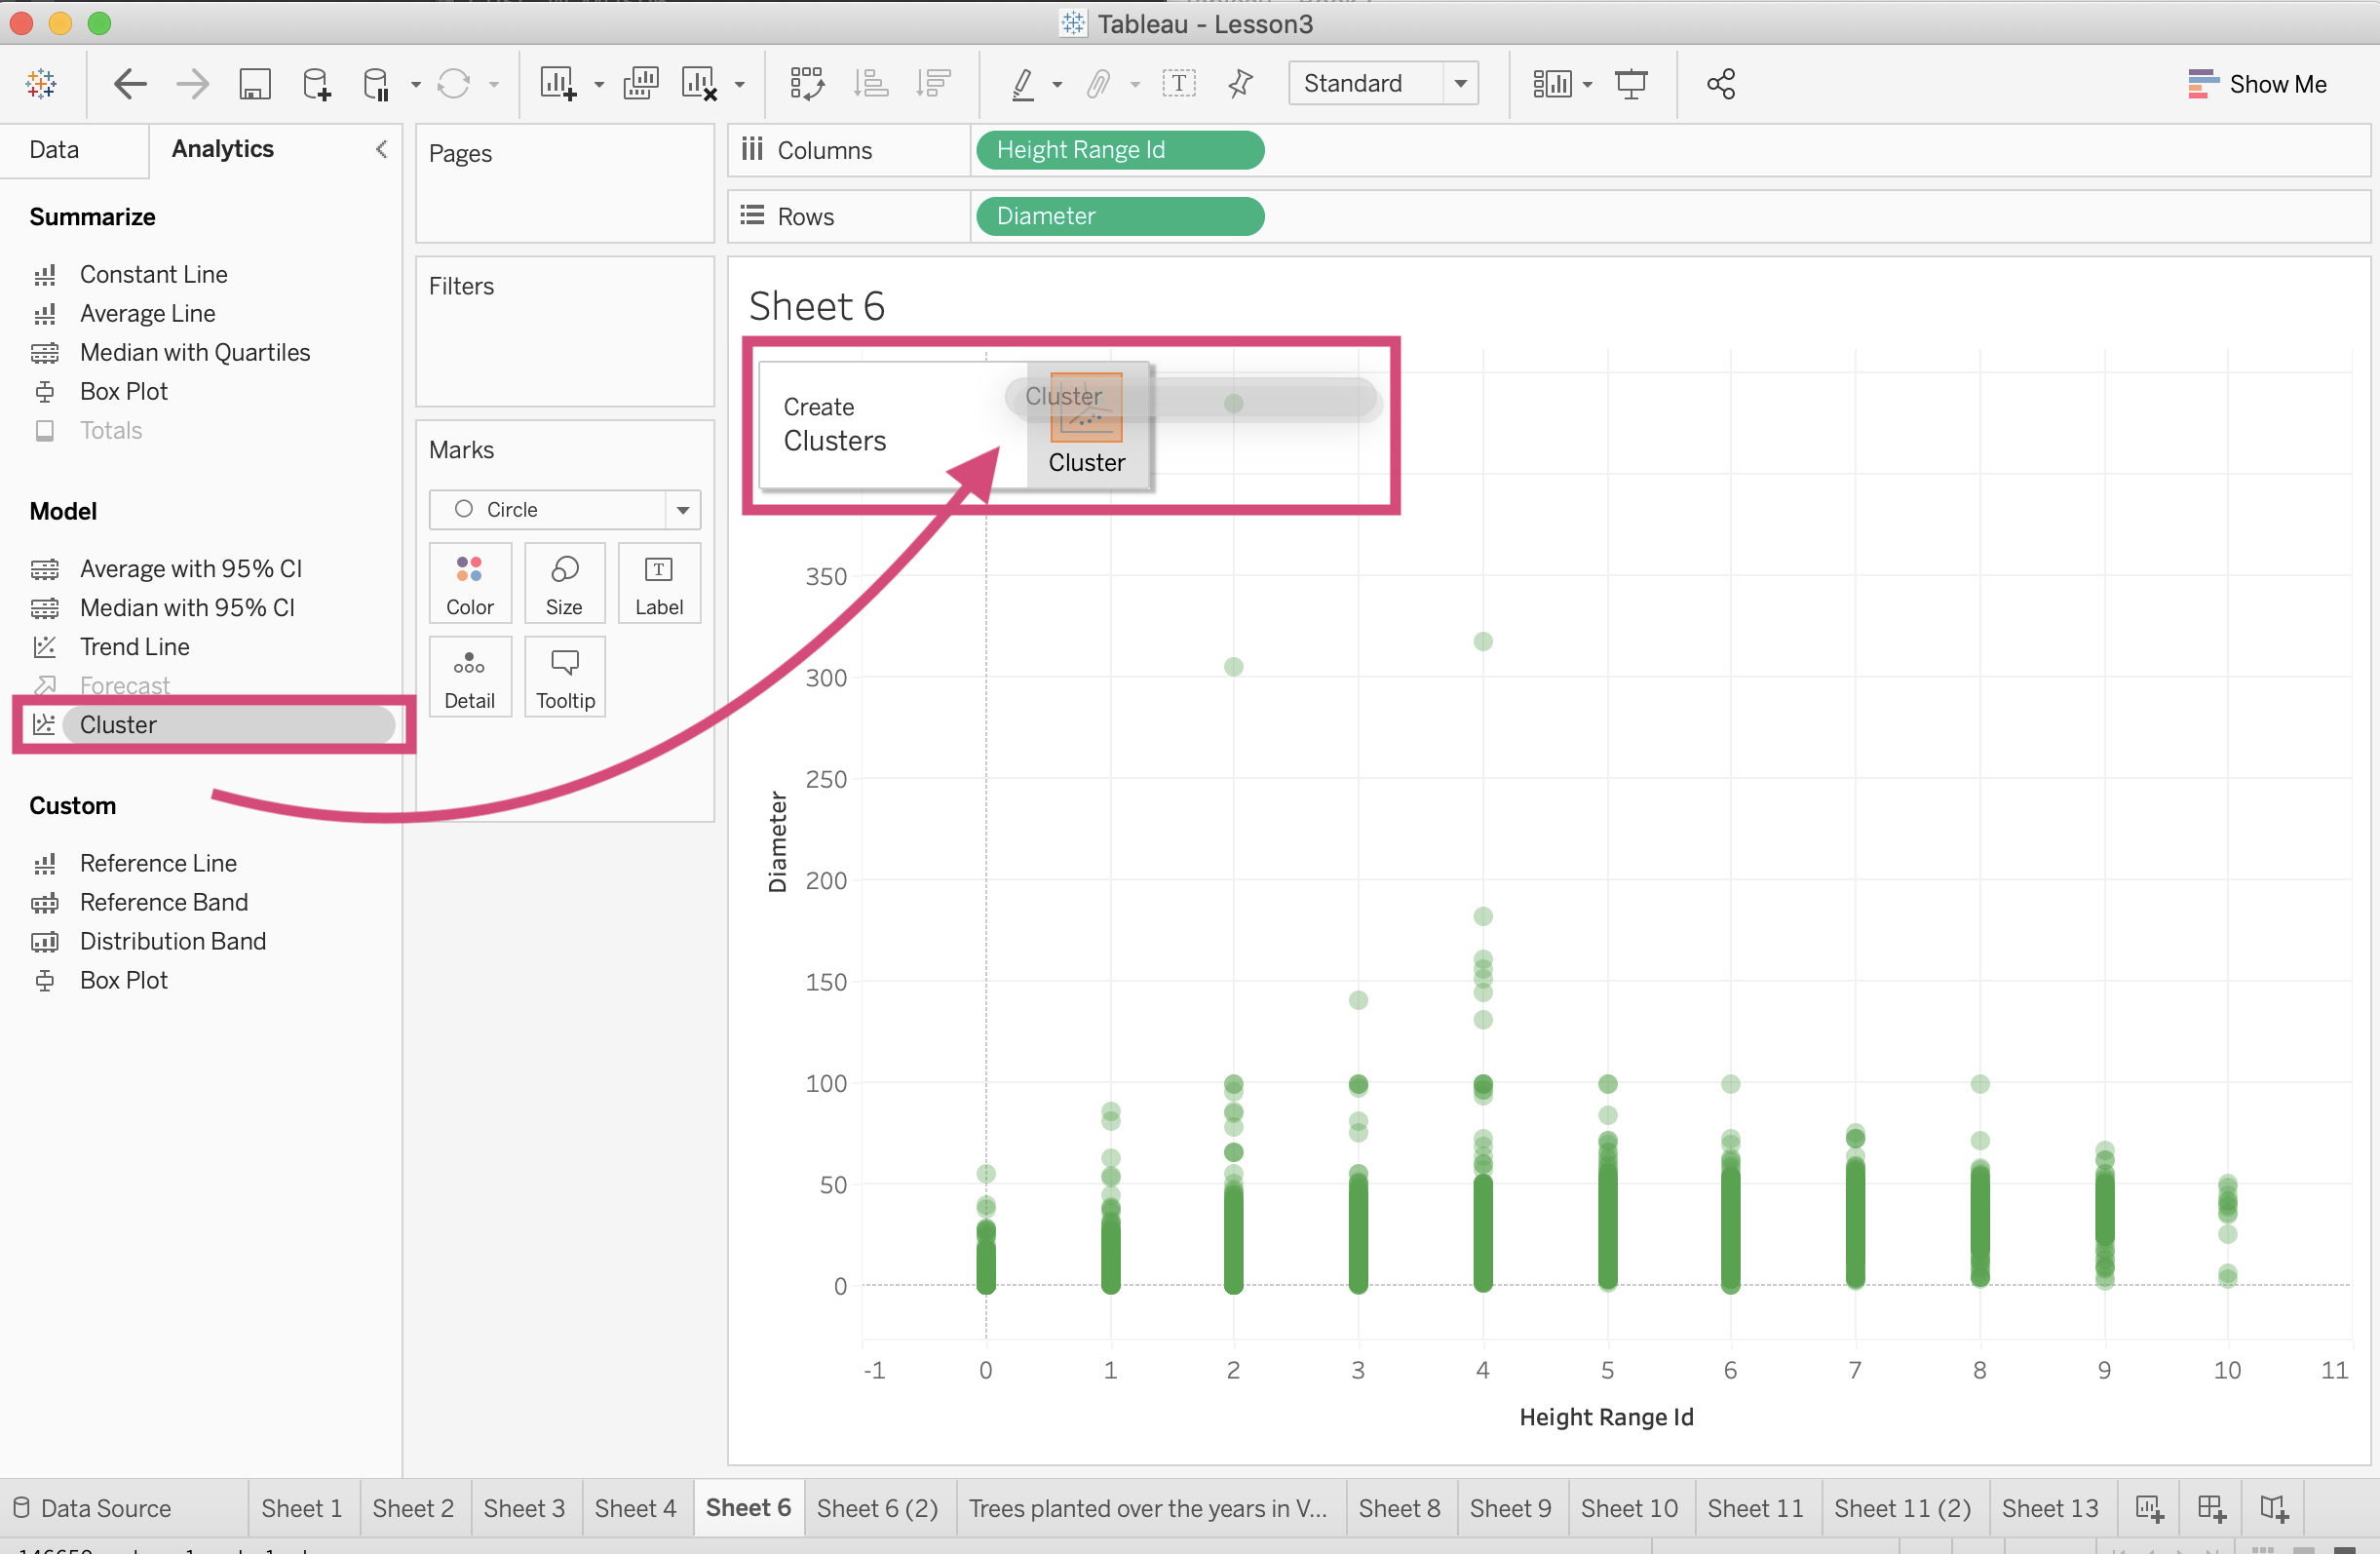 Tableau - Lesson3
Standard
Show Me
Data
Analytics
Pages
Columns
Height Range Id
Rows
Diameter
Summarize
Constant Line
Average Line
Median with Quartiles
Box Plot
Totals
Filters
Sheet 6
Create
Clusters
Cluster
Cluster
Marks
Circle
Color
Size
Label
Detail
Tooltip
Model
Average with 95% CI
Median with 95% CI
Trend Line
Forecast
Cluster
Custom
Reference Line
Reference Band
Distribution Band
Box Plot
350
300
250
200
150
100
50
0
Diameter
-1 0 1 2 3 4 5 6 7 8 9 10 11
Height Range Id
Data Source Sheet 1 Sheet 2 Sheet 3 Sheet 4 Sheet 6 Sheet 6 (2) Trees planted over the years in V... Sheet 8 Sheet 9 Sheet 10 Sheet 11 Sheet 11 (2) Sheet 13